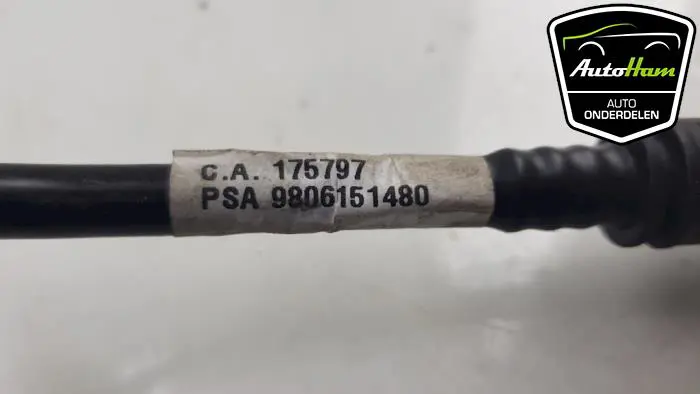 AutoHam
AUTO
ONDERDELEN
C.A. 175797
PSA 9806151480